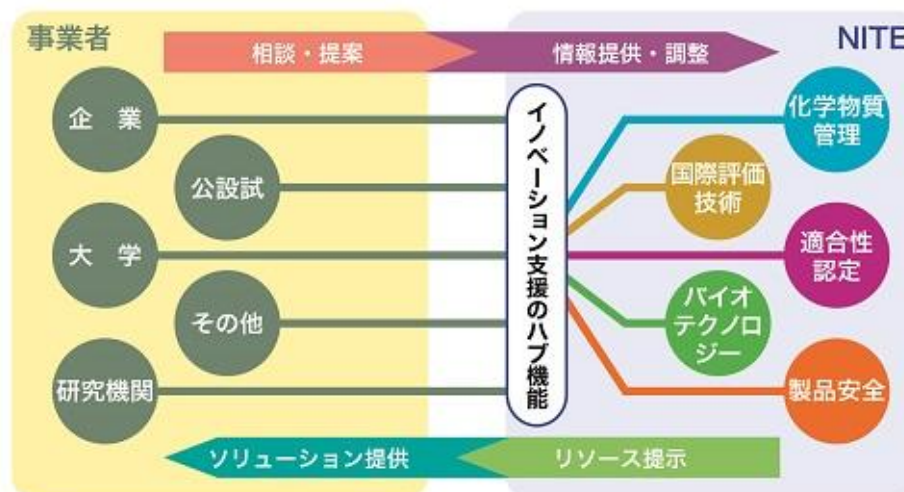 事業者
NITE
相談・提案
情報提供・調整
企 業
公設試
大 学
その他
研究機関
イノベーション支援のハブ機能
化学物質
管理
国際評価
技術
適合性
認定
バイオ
テクノロ
ジー
製品安全
ソリューション提供
リソース提示